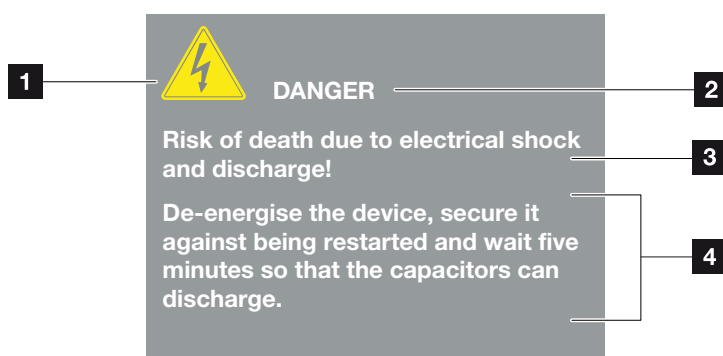 1
DANGER
2
Risk of death due to electrical shock
and discharge!
3
De-energise the device, secure it
against being restarted and wait five
minutes so that the capacitors can
discharge.
4